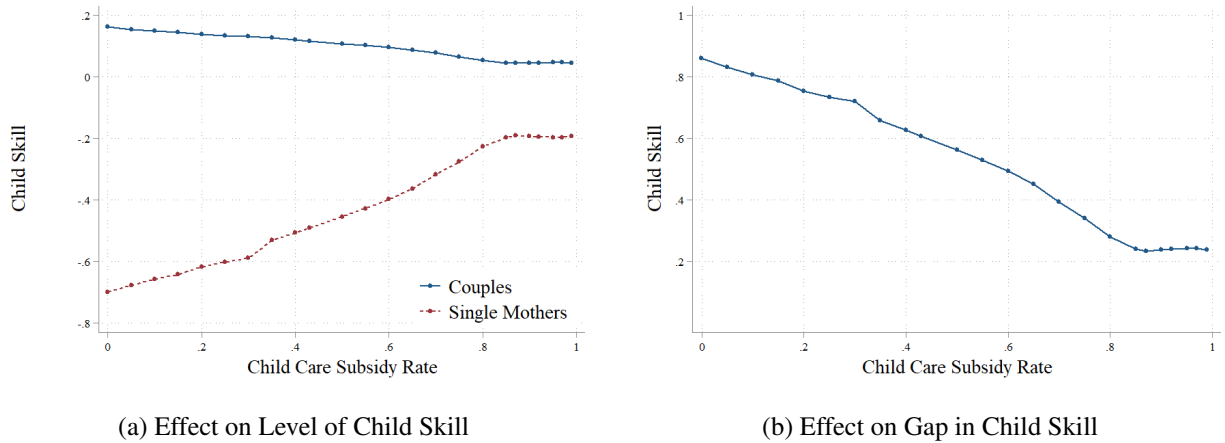 .2
0
-.2
-.4
-.6
-.8
Child Skill
Couples
Single Mothers
0 .2 .4 .6 .8 1
Child Care Subsidy Rate
(a) Effect on Level of Child Skill
1
.8
.6
.4
.2
Child Skill
0 .2 .4 .6 .8 1
Child Care Subsidy Rate
(b) Effect on Gap in Child Skill